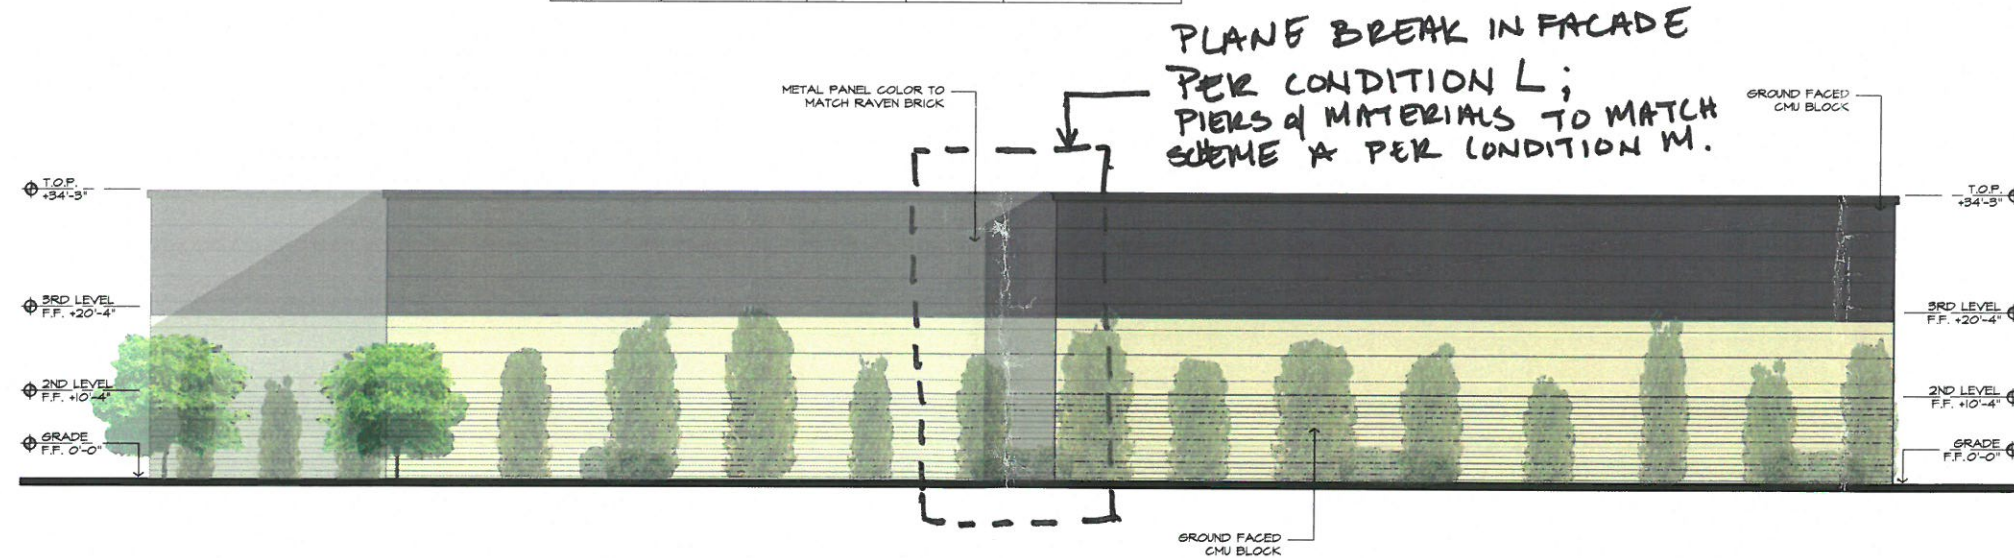 PLANE BREAK IN FACADE
PER CONDITION L;
PIERS & MATERIALS TO MATCH
SCHEME A PER CONDITION M.
METAL PANEL COLOR TO
MATCH RAVEN BRICK
GROUND FACED
CMU BLOCK
T.O.P.
+34'-3"
3RD LEVEL
F.F. +20'-4"
2ND LEVEL
F.F. +10'-4"
GRADE
F.F. 0'-0"
T.O.P.
+34'-3"
3RD LEVEL
F.F. +20'-4"
2ND LEVEL
F.F. +10'-4"
GRADE
F.F. 0'-0"
GROUND FACED
CMU BLOCK